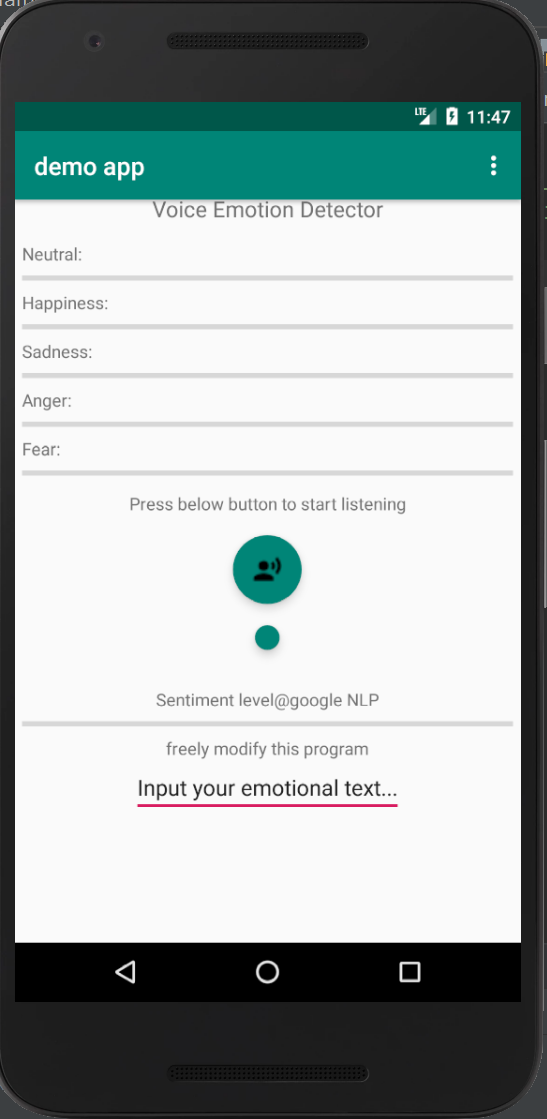 LTE 11:47
demo app
Voice Emotion Detector
Neutral:
Happiness:
Sadness:
Anger:
Fear:
Press below button to start listening
Sentiment level@google NLP
freely modify this program
Input your emotional text...